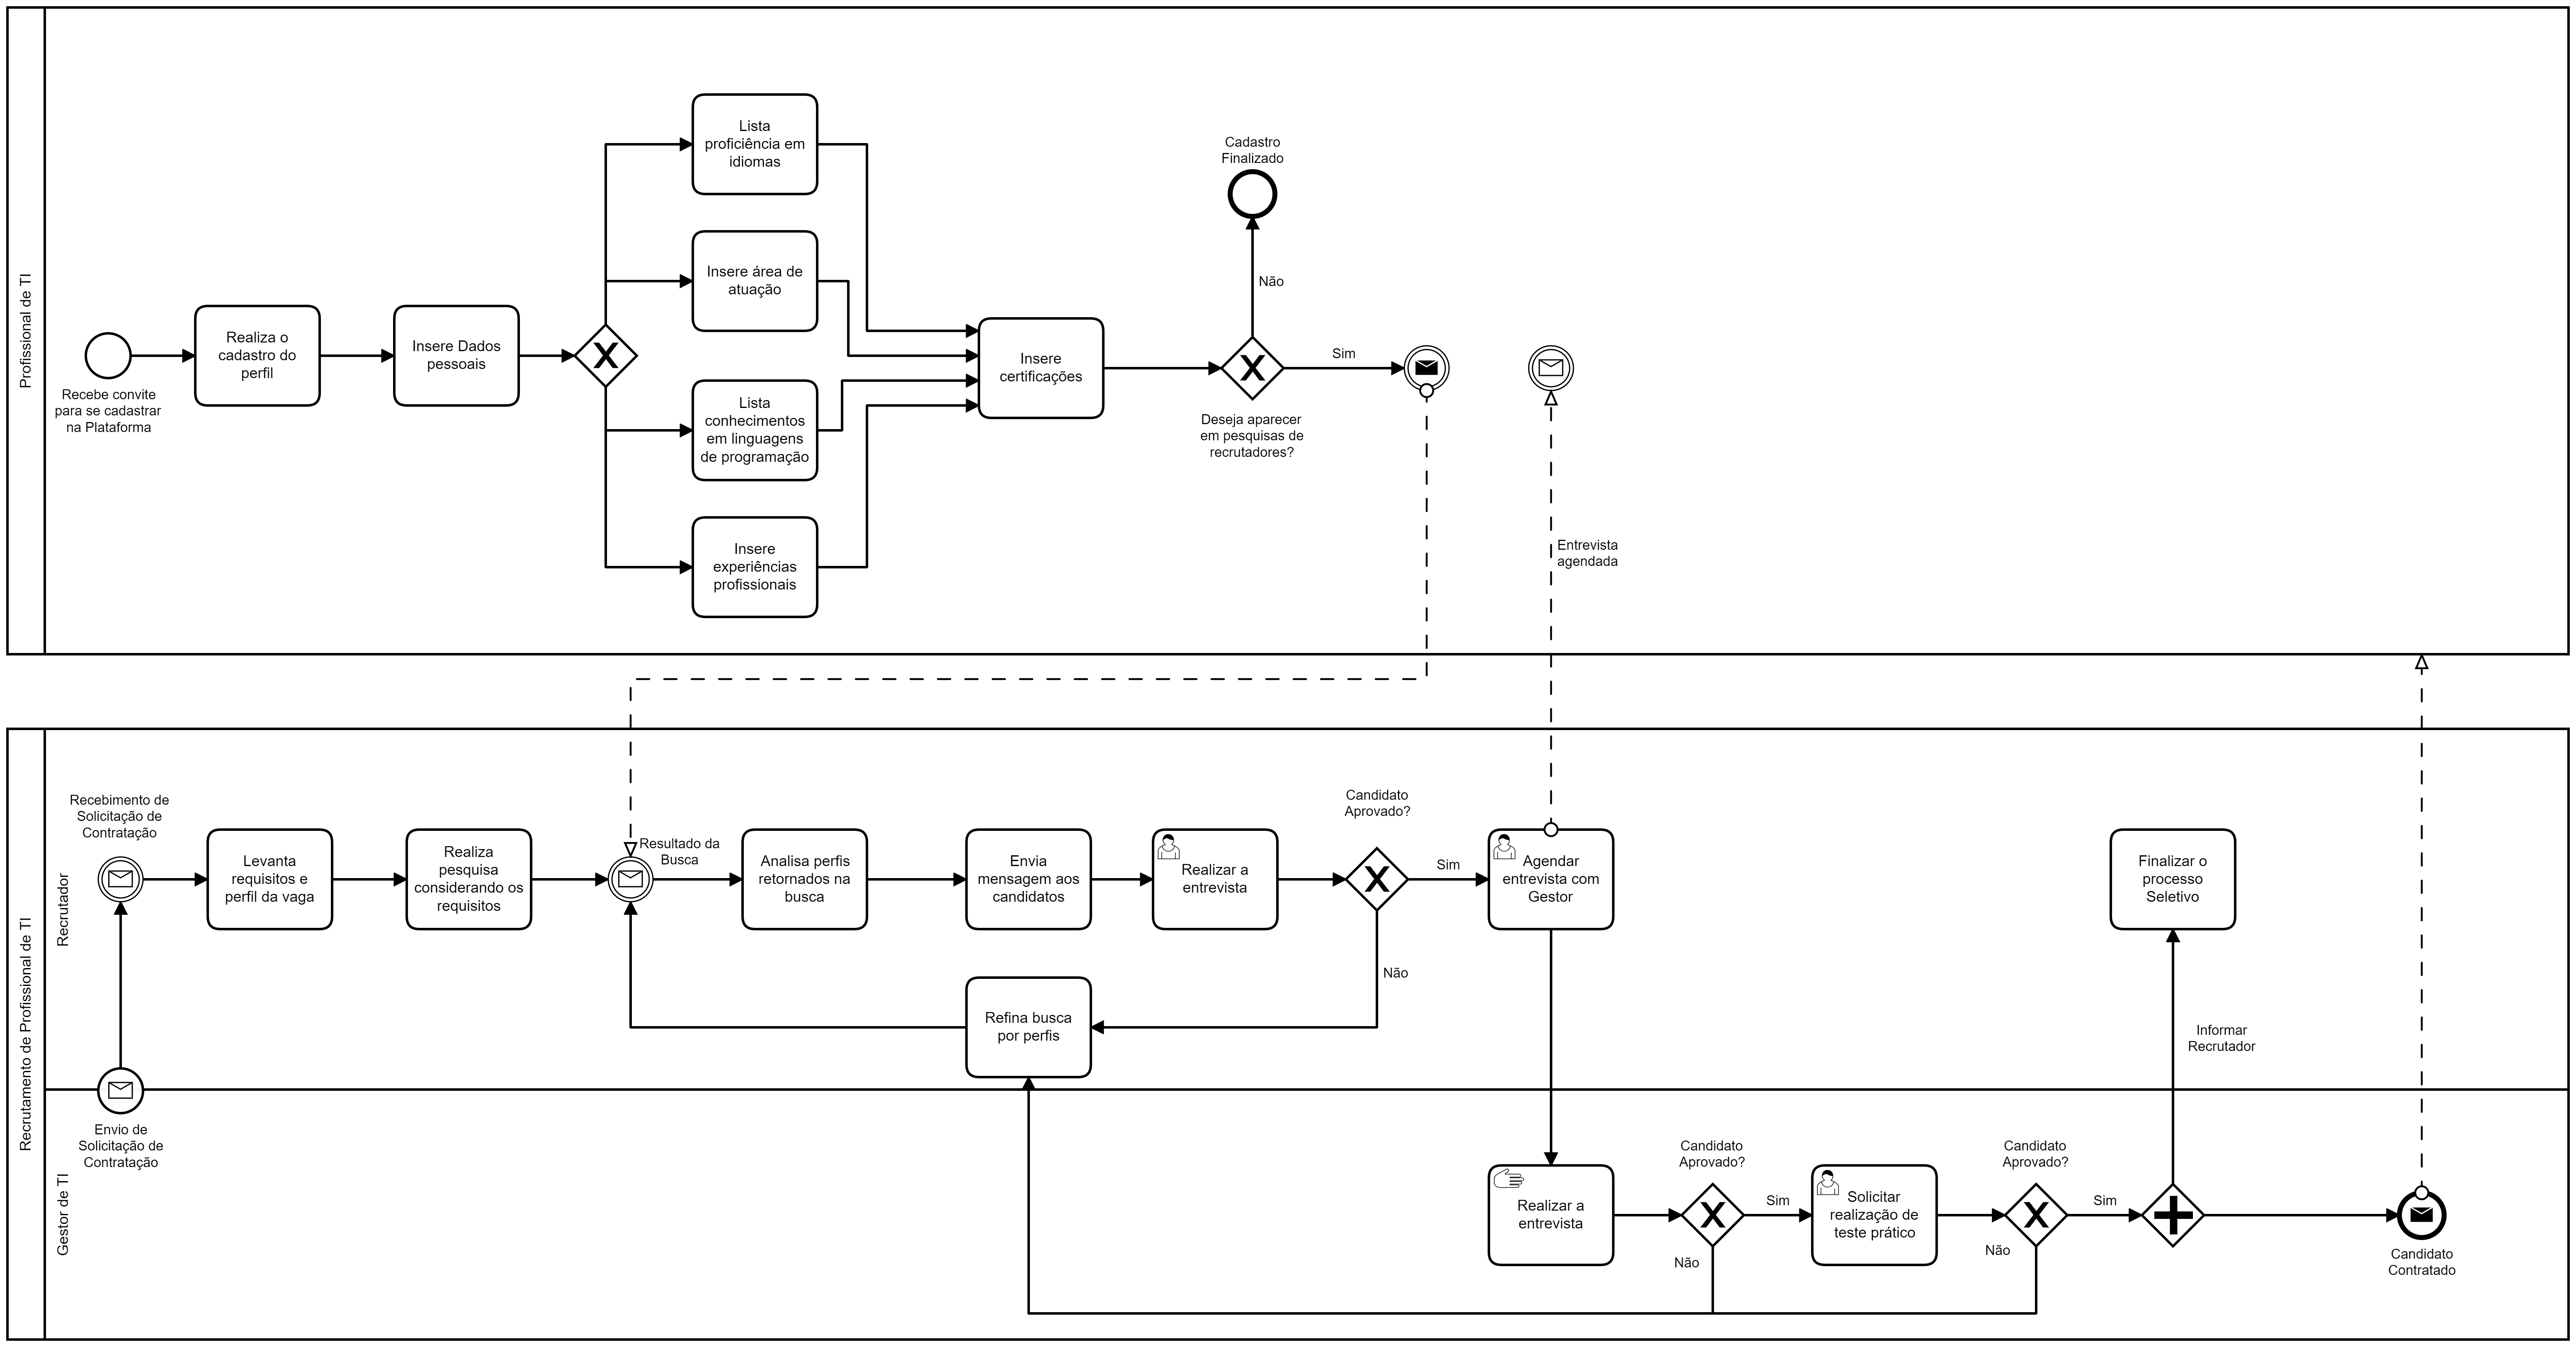 Profissional de TI
Recebe convite
para se cadastrar
na Plataforma
Realiza o
cadastro do
perfil
Insere Dados
pessoais
Lista
proficiência em
idiomas
Insere área de
atuação
Lista
conhecimentos
em linguagens
de programação
Insere
experiências
profissionais
Insere
certificações
Cadastro
Finalizado
Não
Deseja aparecer
em pesquisas de
recrutadores?
Sim
Entrevista
agendada
Recrutamento de Profissional de TI
Recrutador
Recebimento de
Solicitação de
Contratação
Levanta
requisitos e
perfil da vaga
Realiza
pesquisa
considerando os
requisitos
Resultado da
Busca
Analisa perfis
retornados na
busca
Envia
mensagem aos
candidatos
Realizar a
entrevista
Candidato
Aprovado?
Sim
Não
Agendar
entrevista com
Gestor
Refina busca
por perfis
Finalizar o
processo
Seletivo
Informar
Recrutador
Gestor de TI
Envio de
Solicitação de
Contratação
Realizar a
entrevista
Candidato
Aprovado?
Sim
Não
Solicitar
realização de
teste prático
Candidato
Aprovado?
Sim
Não
Candidato
Contratado